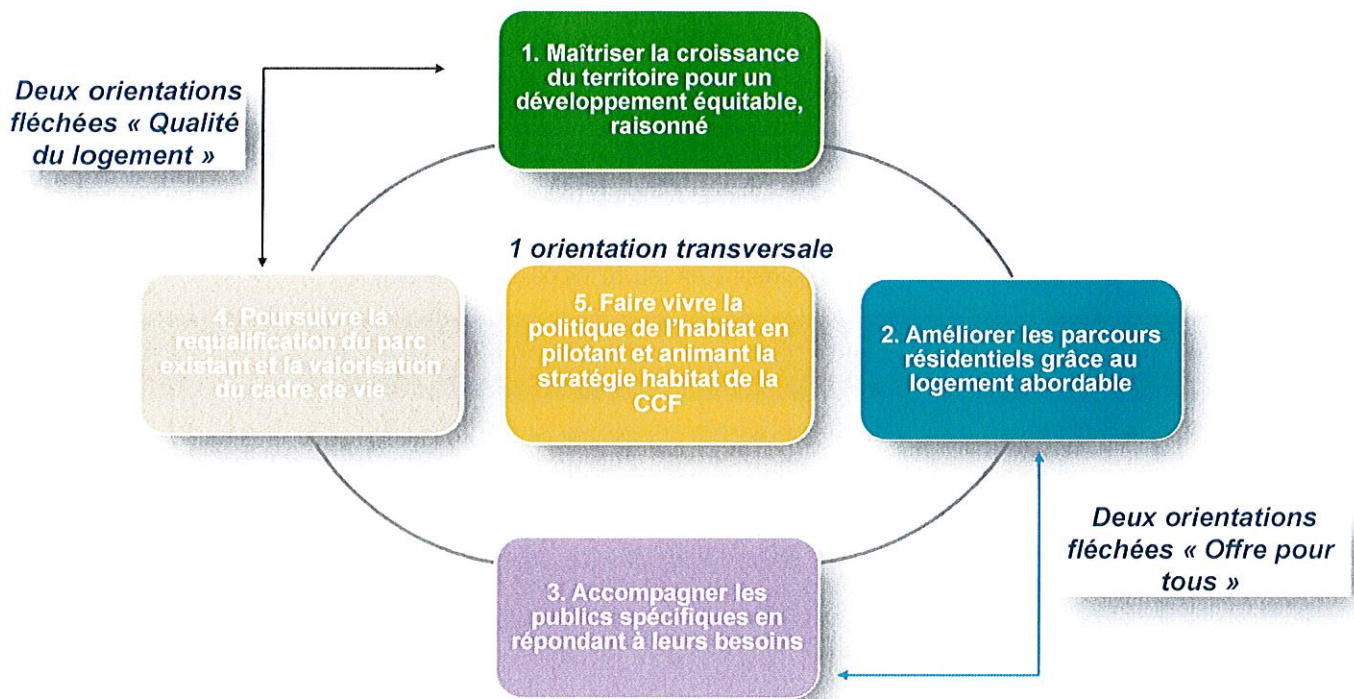 1. Maîtriser la croissance
du territoire pour un
développement équitable,
raisonné
Deux orientations
fléchées « Qualité
du logement »
1 orientation transversale
4. Poursuivre la
requalification du parc
existant et la valorisation
du cadre de vie
5. Faire vivre la
politique de l'habitat en
pilotant et animant la
stratégie habitat de la
CCF
2. Améliorer les parcours
résidentiels grâce au
logement abordable
3. Accompagner les
publics spécifiques en
répondant à leurs besoins
Deux orientations
fléchées « Offre pour
tous »